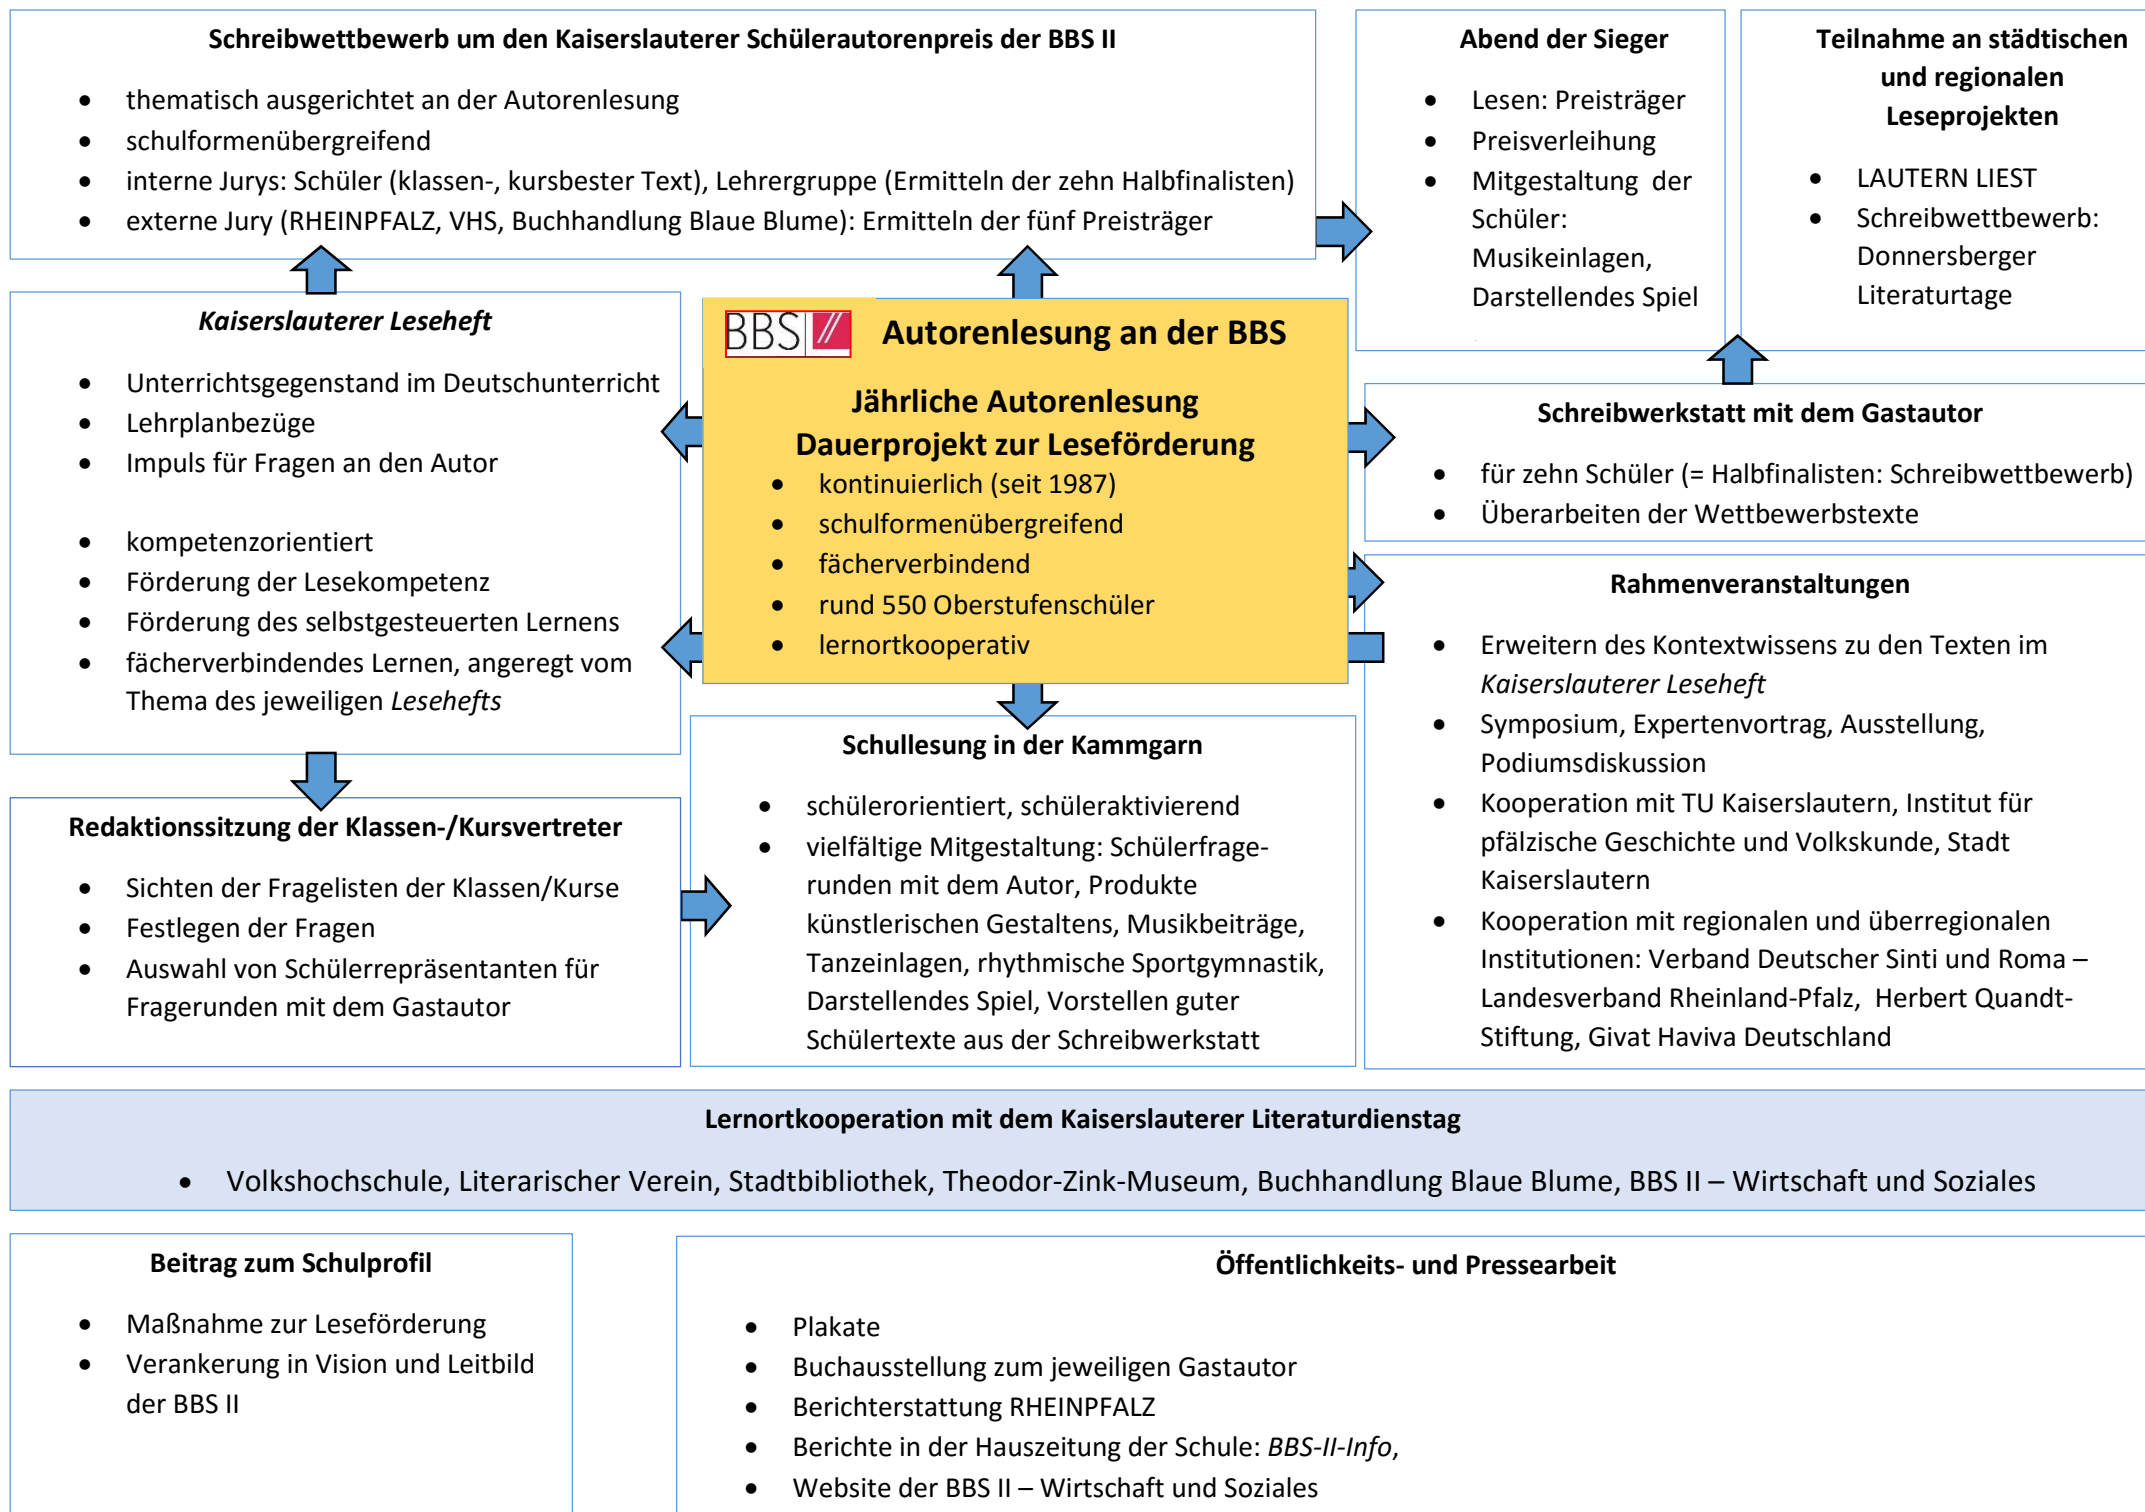 Schreibwettbewerb um den Kaiserslauterer Schülerautorenpreis der BBS II
• thematisch ausgerichtet an der Autorenlesung
• schulformenübergreifend
• interne Jurys: Schüler (klassen-, kursbester Text), Lehrergruppe (Ermitteln der zehn Halbfinalisten)
• externe Jury (RHEINPFALZ, VHS, Buchhandlung Blaue Blume): Ermitteln der fünf Preisträger
Abend der Sieger
• Lesen: Preisträger
• Preisverleihung
• Mitgestaltung der
Schüler:
Musikeinlagen,
Darstellendes Spiel
Teilnahme an städtischen
und regionalen
Leseprojekten
• LAUTERN LIEST
• Schreibwettbewerb:
Donnersberger
Literaturtage
Kaiserslauterer Leseheft
• Unterrichtsgegenstand im Deutschunterricht
• Lehrplanbezüge
• Impuls für Fragen an den Autor
• kompetenzorientiert
• Förderung der Lesekompetenz
• Förderung des selbstgesteuerten Lernens
• fächerverbindendes Lernen, angeregt vom
Thema des jeweiligen Lesehefts
BBS II Autorenlesung an der BBS
Jährliche Autorenlesung
Dauerprojekt zur Leseförderung
• kontinuierlich (seit 1987)
• schulformenübergreifend
• fächerverbindend
• rund 550 Oberstufenschüler
• lernortkooperativ
Schreibwerkstatt mit dem Gastautor
• für zehn Schüler (= Halbfinalisten: Schreibwettbewerb)
• Überarbeiten der Wettbewerbstexte
Rahmenveranstaltungen
• Erweitern des Kontextwissens zu den Texten im
Kaiserslauterer Leseheft
• Symposium, Expertenvortrag, Ausstellung,
Podiumsdiskussion
• Kooperation mit TU Kaiserslautern, Institut für
pfälzische Geschichte und Volkskunde, Stadt
Kaiserslautern
• Kooperation mit regionalen und überregionalen
Institutionen: Verband Deutscher Sinti und Roma –
Landesverband Rheinland-Pfalz, Herbert Quandt-
Stiftung, Givat Haviva Deutschland
Redaktionssitzung der Klassen-/Kursvertreter
• Sichten der Fragelisten der Klassen/Kurse
• Festlegen der Fragen
• Auswahl von Schülerrepräsentanten für
Fragerunden mit dem Gastautor
Schullesung in der Kammgarn
• schülerorientiert, schüleraktivierend
• vielfältige Mitgestaltung: Schülerfrage-
runden mit dem Autor, Produkte
künstlerischen Gestaltens, Musikbeiträge,
Tanzeinlagen, rhythmische Sportgymnastik,
Darstellendes Spiel, Vorstellen guter
Schülertexte aus der Schreibwerkstatt
Lernortkooperation mit dem Kaiserslauterer Literaturdienstag
• Volkshochschule, Literarischer Verein, Stadtbibliothek, Theodor-Zink-Museum, Buchhandlung Blaue Blume, BBS II – Wirtschaft und Soziales
Beitrag zum Schulprofil
• Maßnahme zur Leseförderung
• Verankerung in Vision und Leitbild
der BBS II
Öffentlichkeits- und Pressearbeit
• Plakate
• Buchausstellung zum jeweiligen Gastautor
• Berichterstattung RHEINPFALZ
• Berichte in der Hauszeitung der Schule: BBS-II-Info,
• Website der BBS II – Wirtschaft und Soziales